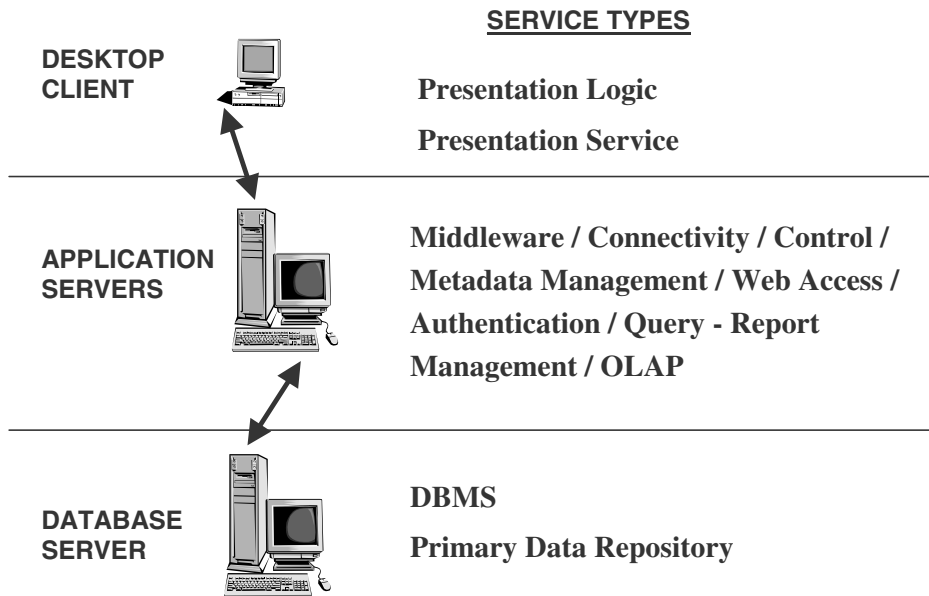 SERVICE TYPES
DESKTOP
CLIENT
Presentation Logic
Presentation Service
APPLICATION
SERVERS
Middleware / Connectivity / Control /
Metadata Management / Web Access /
Authentication / Query - Report
Management / OLAP
DATABASE
SERVER
DBMS
Primary Data Repository